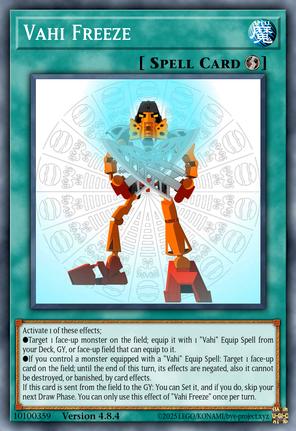 Vahi Freeze
[ Spell Card ]
Activate 1 of these effects;
●Target 1 face-up monster on the field; equip it with 1 "Vahi" Equip Spell from
your Deck, GY, or face-up field that can equip to it.
●If you control a monster equipped with a "Vahi" Equip Spell: Target 1 face-up
card on the field; until the end of this turn, its effects are negated, also it cannot
be destroyed, or banished, by card effects.
If this card is sent from the field to the GY: You can Set it, and if you do, skip your
next Draw Phase. You can only use this effect of "Vahi Freeze" once per turn.
10100359 Version 4.8.4 ©2025 LEGO/KONAMI/bye-project.xyz